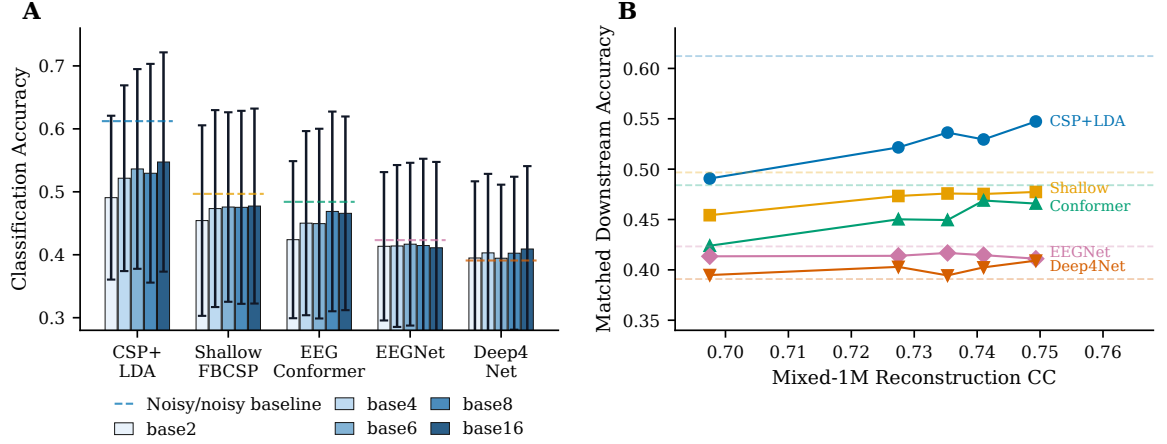 A
Classification Accuracy
0.7
0.6
0.5
0.4
0.3
CSP+
LDA
Shallow
FBCSP
EEG
Conformer
EEGNet
Deep4
Net
Noisy/noisy baseline
base2
base4
base6
base8
base16
B
Matched Downstream Accuracy
0.60
0.55
0.50
0.45
0.40
0.35
CSP+LDA
Shallow
Conformer
EEGNet
Deep4Net
0.70 0.71 0.72 0.73 0.74 0.75 0.76
Mixed-1M Reconstruction CC